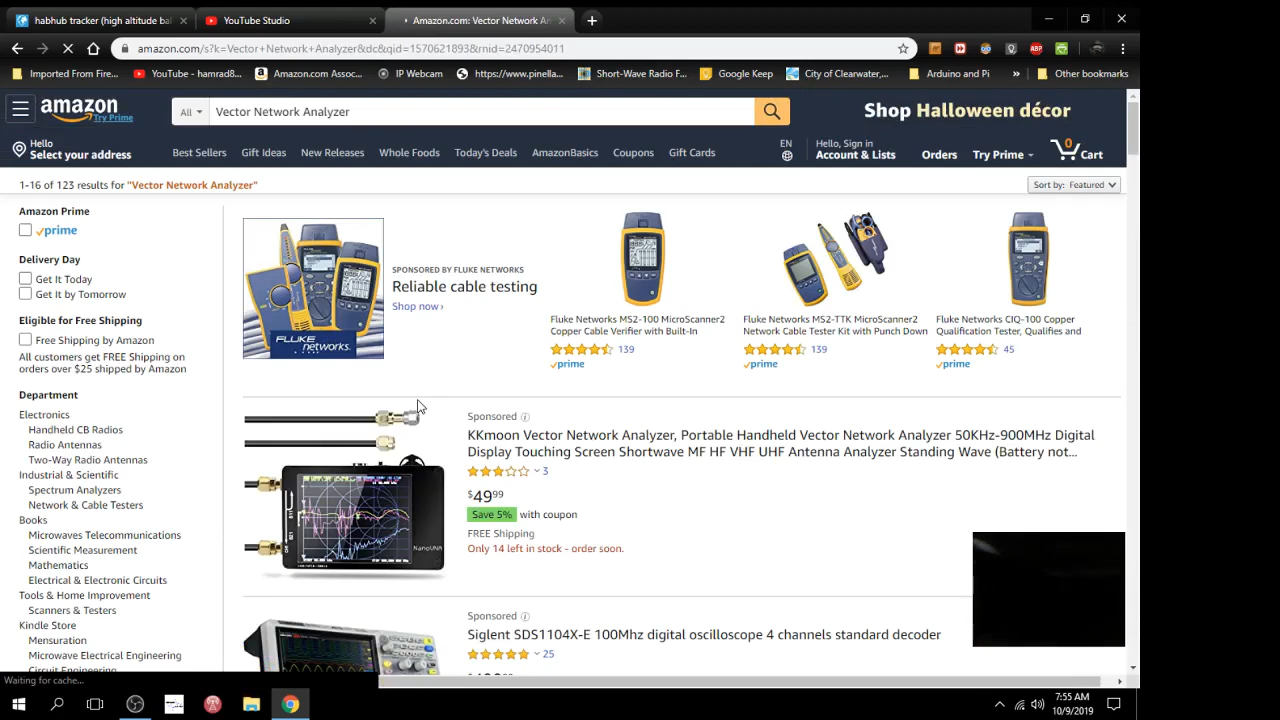 habhub tracker (high altitude bal
YouTube Studio
Amazon.com: Vector Network An
amazon.com/s?k=Vector+Network+Analyzer&dc&qid=1570621893&rnid=2470954011
Imported From Fire...
YouTube - hamrad8...
Amazon.com Assoc...
IP Webcam
https://www.pinella...
Short-Wave Radio F...
Google Keep
City of Clearwater,...
Arduino and Pi
»
Other bookmarks
amazon
Try Prime
All
Vector Network Analyzer
Shop Halloween décor
Hello
Select your address
Best Sellers
Gift Ideas
New Releases
Whole Foods
Today's Deals
AmazonBasics
Coupons
Gift Cards
EN
Hello, Sign in
Account & Lists
Orders
Try Prime
0
Cart
1-16 of 123 results for "Vector Network Analyzer"
Sort by: Featured
Amazon Prime
prime
Delivery Day
Get It Today
Get It by Tomorrow
Eligible for Free Shipping
Free Shipping by Amazon
All customers get FREE Shipping on
orders over $25 shipped by Amazon
Department
Electronics
Handheld CB Radios
Radio Antennas
Two-Way Radio Antennas
Industrial & Scientific
Spectrum Analyzers
Network & Cable Testers
Books
Microwaves Telecommunications
Scientific Measurement
Mathematics
Electrical & Electronic Circuits
Tools & Home Improvement
Scanners & Testers
Kindle Store
Mensuration
Microwave Electrical Engineering
Circuit Engineering
FLUKE
networks.
SPONSORED BY FLUKE NETWORKS
Reliable cable testing
Shop now ›
Fluke Networks MS2-100 MicroScanner2
Copper Cable Verifier with Built-In
139
prime
Fluke Networks MS2-TTK MicroScanner2
Network Cable Tester Kit with Punch Down
139
prime
Fluke Networks CIQ-100 Copper
Qualification Tester, Qualifies and
45
prime
NanoVNA
Sponsored
KKmoon Vector Network Analyzer, Portable Handheld Vector Network Analyzer 50KHz-900MHz Digital
Display Touching Screen Shortwave MF HF VHF UHF Antenna Analyzer Standing Wave (Battery not...
3
$4999
Save 5% with coupon
FREE Shipping
Only 14 left in stock - order soon.
Sponsored
Siglent SDS1104X-E 100Mhz digital oscilloscope 4 channels standard decoder
25
Waiting for cache...
7:55 AM
10/9/2019